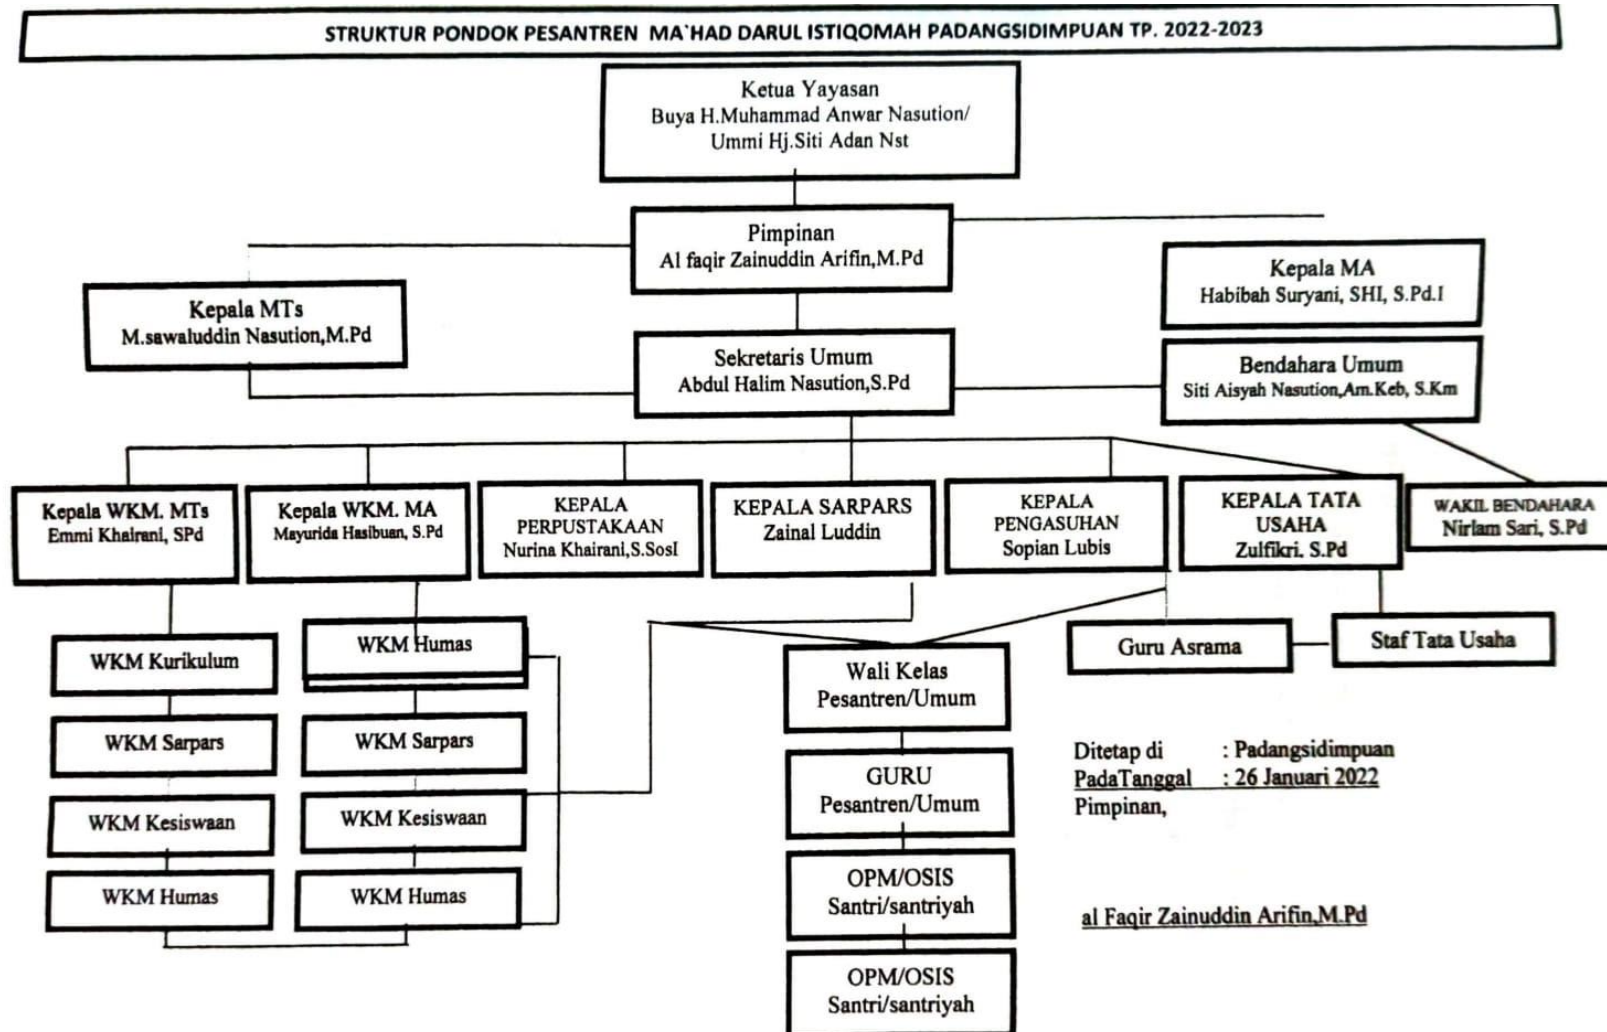 STRUKTUR PONDOK PESANTREN MA`HAD DARUL ISTIQOMAH PADANGSIDIMPUAN TP. 2022-2023
Ketua Yayasan
Buya H.Muhammad Anwar Nasution/
Ummi Hj.Siti Adan Nst
Pimpinan
Al faqir Zainuddin Arifin,M.Pd
Kepala MTs
M.sawaluddin Nasution,M.Pd
Kepala MA
Habibah Suryani, SHI, S.Pd.I
Sekretaris Umum
Abdul Halim Nasution,S.Pd
Bendahara Umum
Siti Aisyah Nasution,Am.Keb, S.Km
Kepala WKM. MTs
Emmi Khairani, SPd
Kepala WKM. MA
Mayurida Hasibuan, S.Pd
KEPALA
PERPUSTAKAAN
Nurina Khairani,S.SosI
KEPALA SARPARS
Zainal Luddin
KEPALA
PENGASUHAN
Sopian Lubis
KEPALA TATA
USAHA
Zulfikri. S.Pd
WAKIL BENDAHARA
Nirlam Sari, S.Pd
WKM Kurikulum
WKM Sarpars
WKM Kesiswaan
WKM Humas
WKM Humas
WKM Sarpars
WKM Kesiswaan
WKM Humas
Wali Kelas
Pesantren/Umum
GURU
Pesantren/Umum
OPM/OSIS
Santri/santriyah
OPM/OSIS
Santri/santriyah
Guru Asrama
Staf Tata Usaha
Ditetap di : Padangsidimpuan
PadaTanggal : 26 Januari 2022
Pimpinan,
al Faqir Zainuddin Arifin,M.Pd